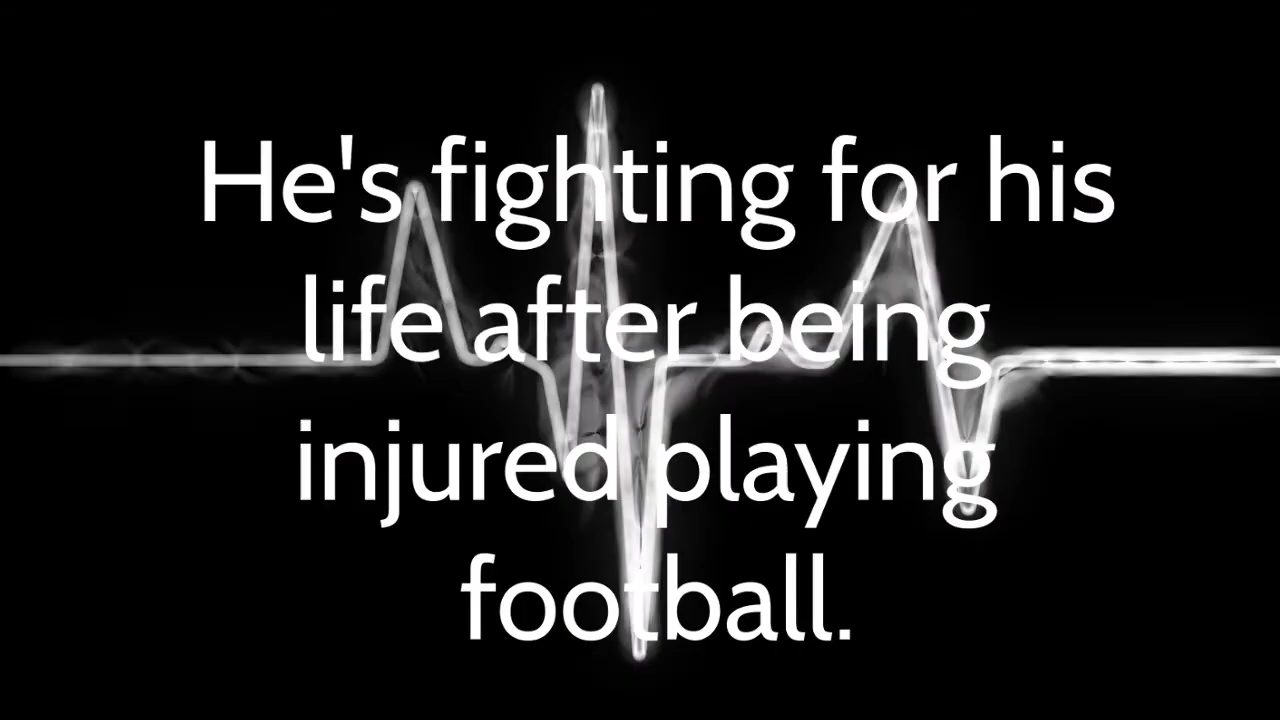 He's fighting for his
life after being
injured playing
football.